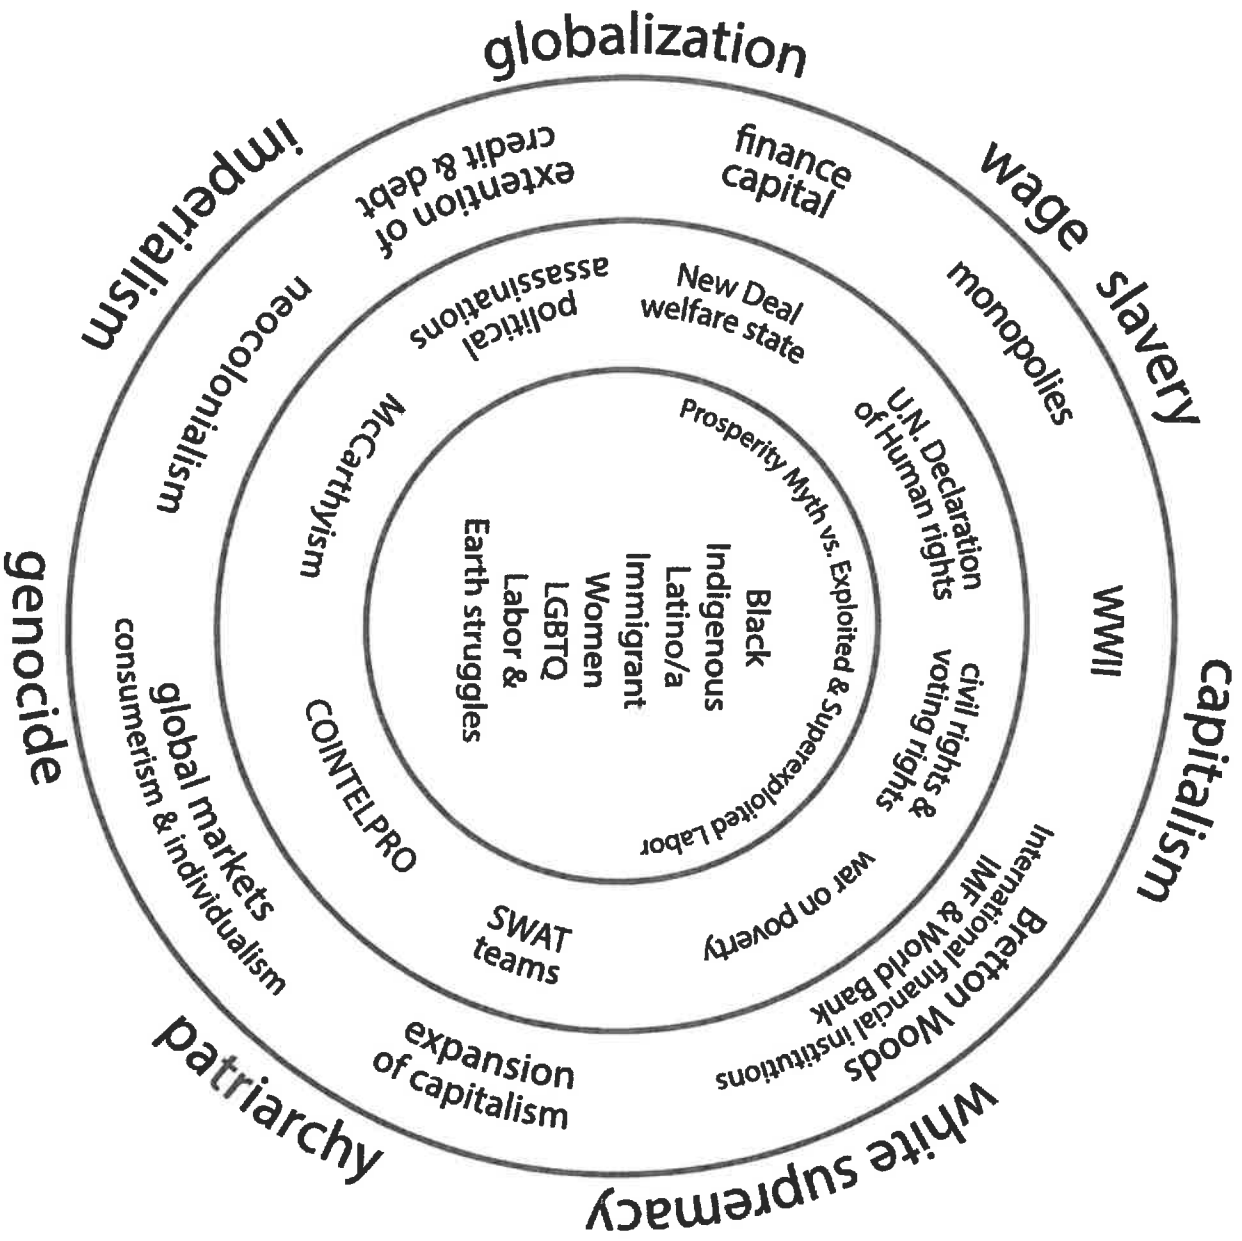 globalization
wage slavery
capitalism
white supremacy
patriarchy
genocide
imperialism
finance
capital
monopolies
WWII
Bretton Woods
International financial institutions
IMF & World Bank
expansion
of capitalism
global markets
consumerism & individualism
neocolonialism
extention of
credit & debt
New Deal
welfare state
U.N. Declaration
of Human rights
civil rights &
voting rights
war on poverty
SWAT
teams
COINTELPRO
McCarthyism
political
assassinations
Prosperity Myth vs. Exploited & Superexploited Labor
Black
Indigenous
Latino/a
Immigrant
Women
LGBTQ
Labor &
Earth struggles